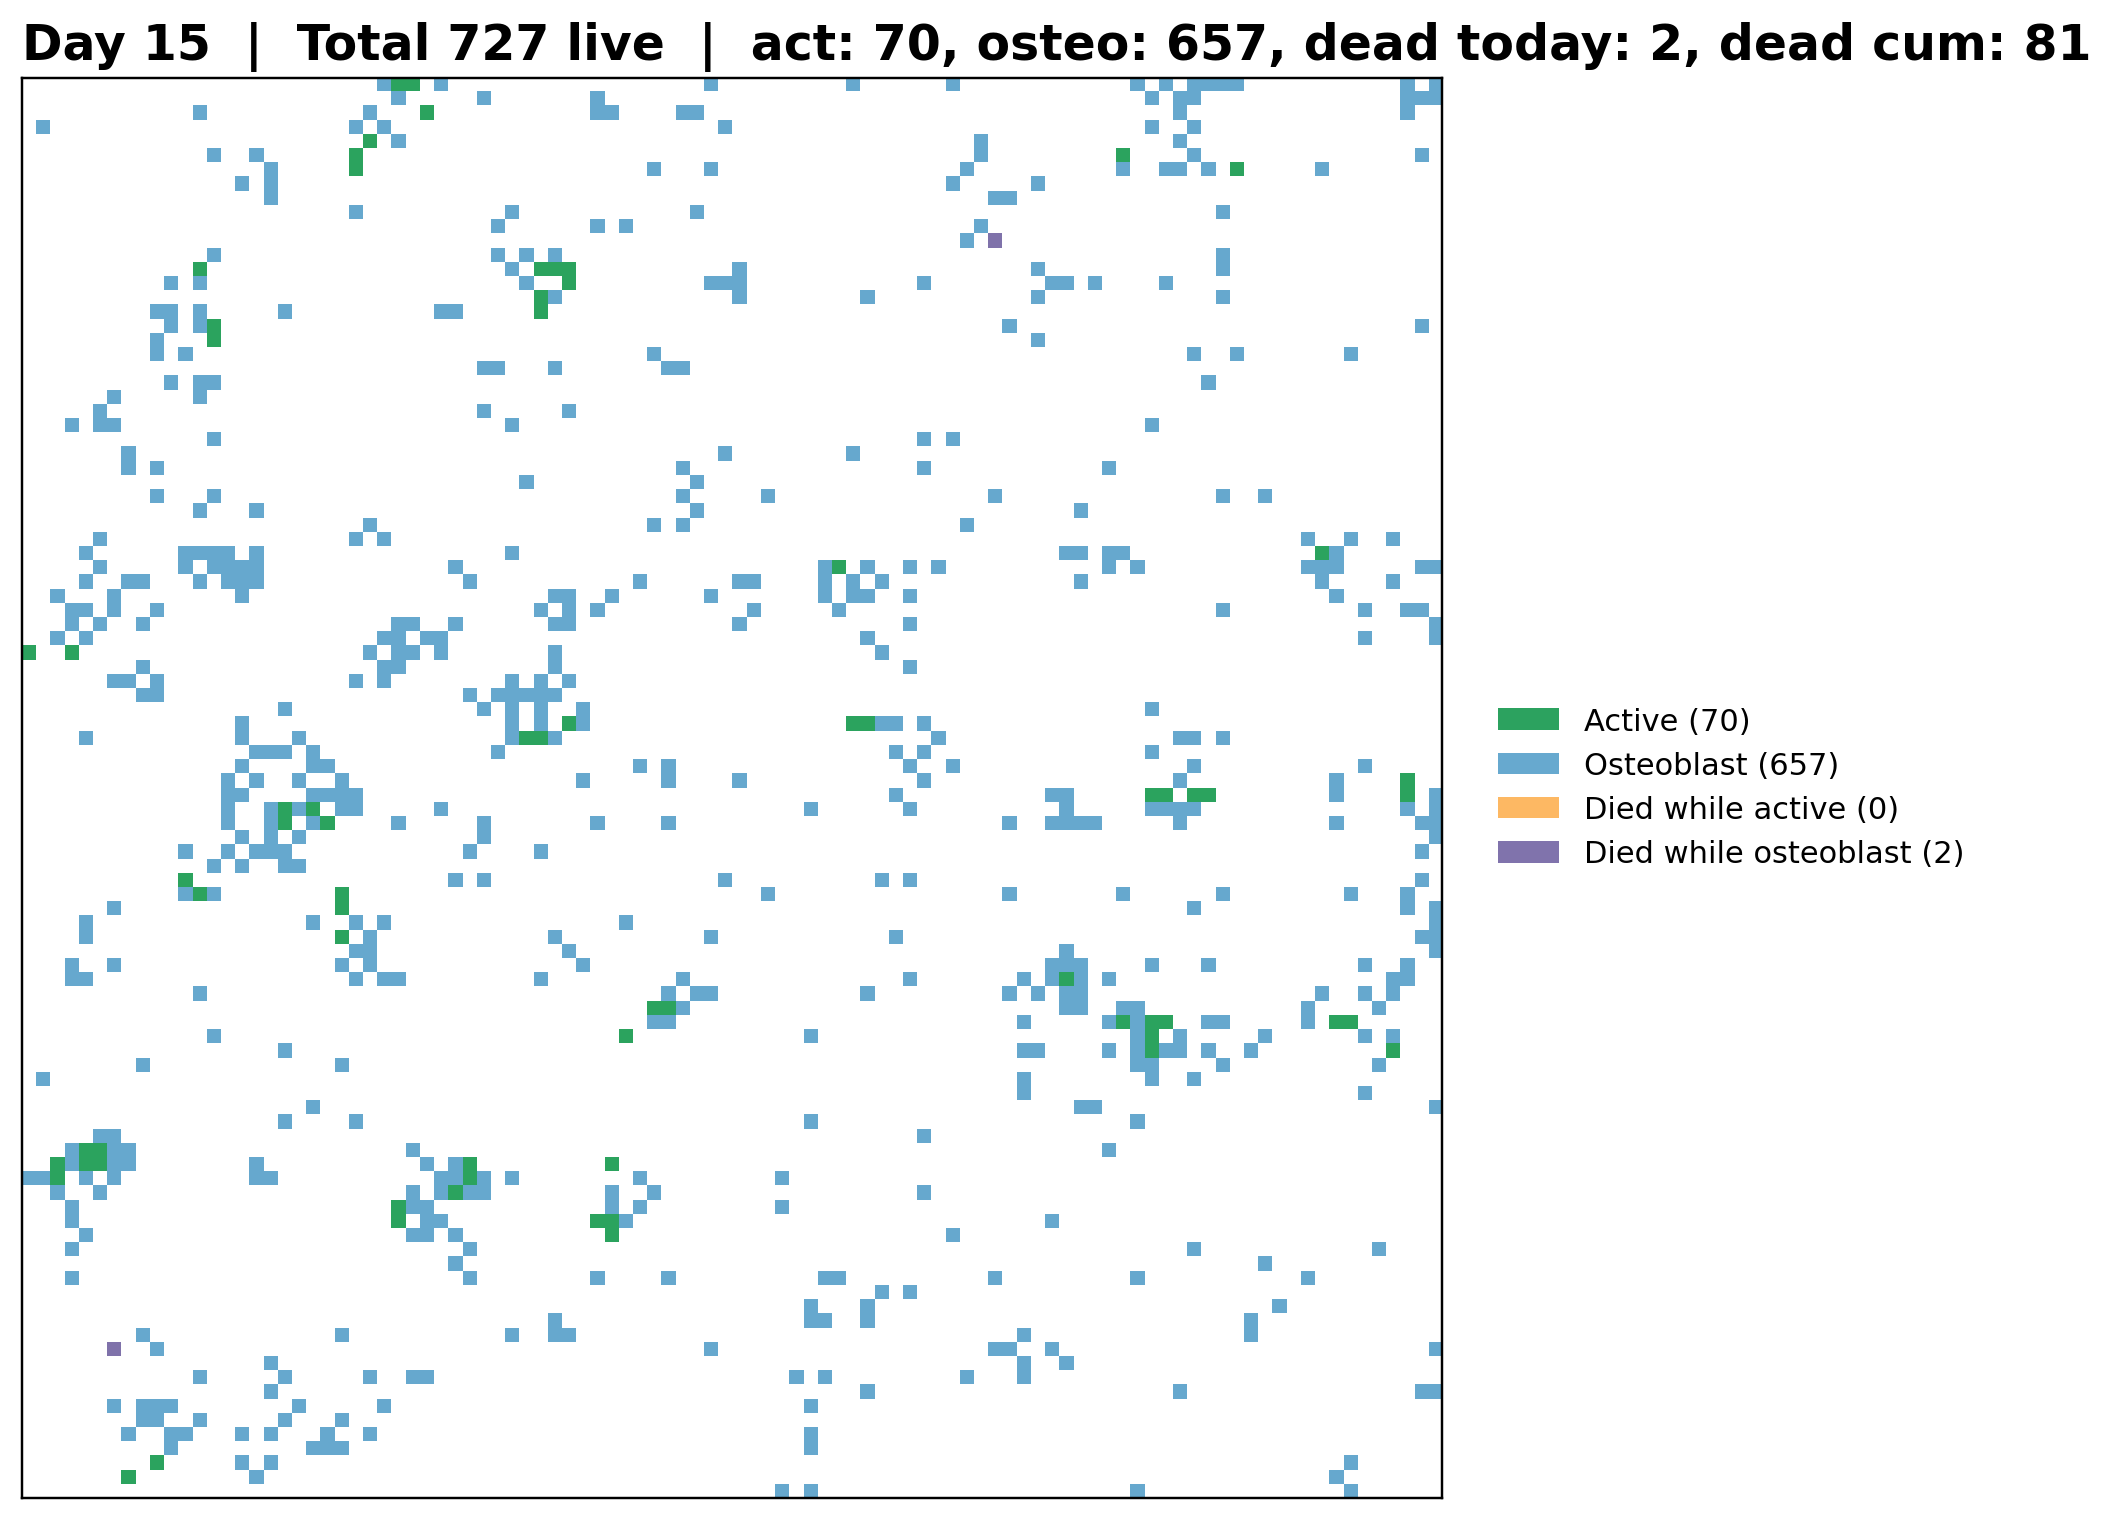 Day 15 | Total 727 live | act: 70, osteo: 657, dead today: 2, dead cum: 81
Active (70)
Osteoblast (657)
Died while active (0)
Died while osteoblast (2)